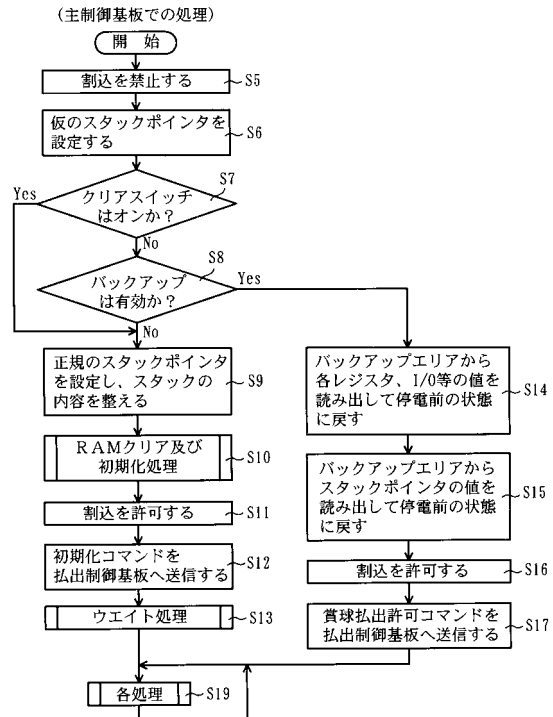 (主制御基板での処理)
開 始
割込を禁止する
S5
仮のスタックポインタを
設定する
S6
S7
クリアスイッチ
はオンか？
Yes
No
S8
バックアップ
は有効か？
Yes
No
正規のスタックポインタ
を設定し、スタックの
内容を整える
S9
RAMクリア及び
初期化処理
S10
割込を許可する
S11
初期化コマンドを
払出制御基板へ送信する
S12
ウエイト処理
S13
バックアップエリアから
各レジスタ、I/O等の値を
読み出して停電前の状態
に戻す
S14
バックアップエリアから
スタックポインタの値を
読み出して停電前の状態
に戻す
S15
割込を許可する
S16
賞球払出許可コマンドを
払出制御基板へ送信する
S17
各処理
S19